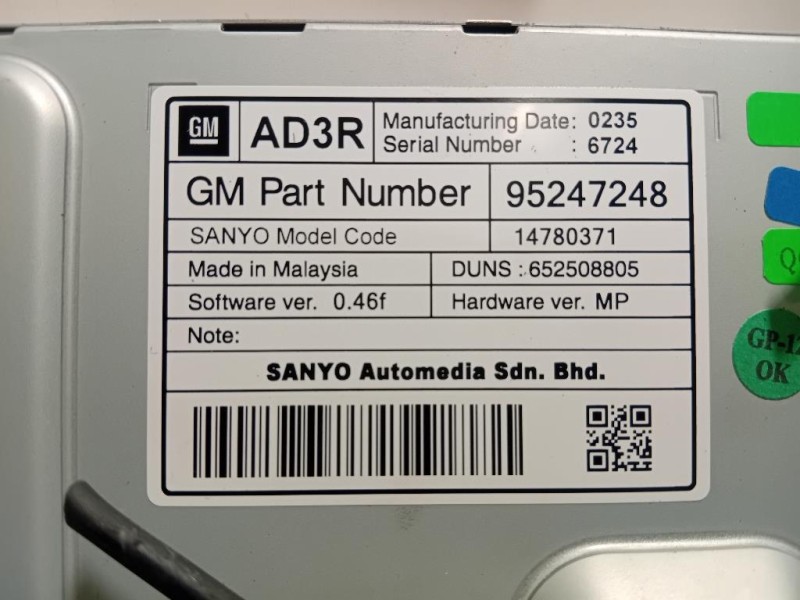 GM
AD3R
Manufacturing Date: 0235
Serial Number : 6724
GM Part Number 95247248
SANYO Model Code 14780371
Made in Malaysia DUNS : 652508805
Software ver. 0.46f Hardware ver. MP
Note:
SANYO Automedia Sdn. Bhd.
OK